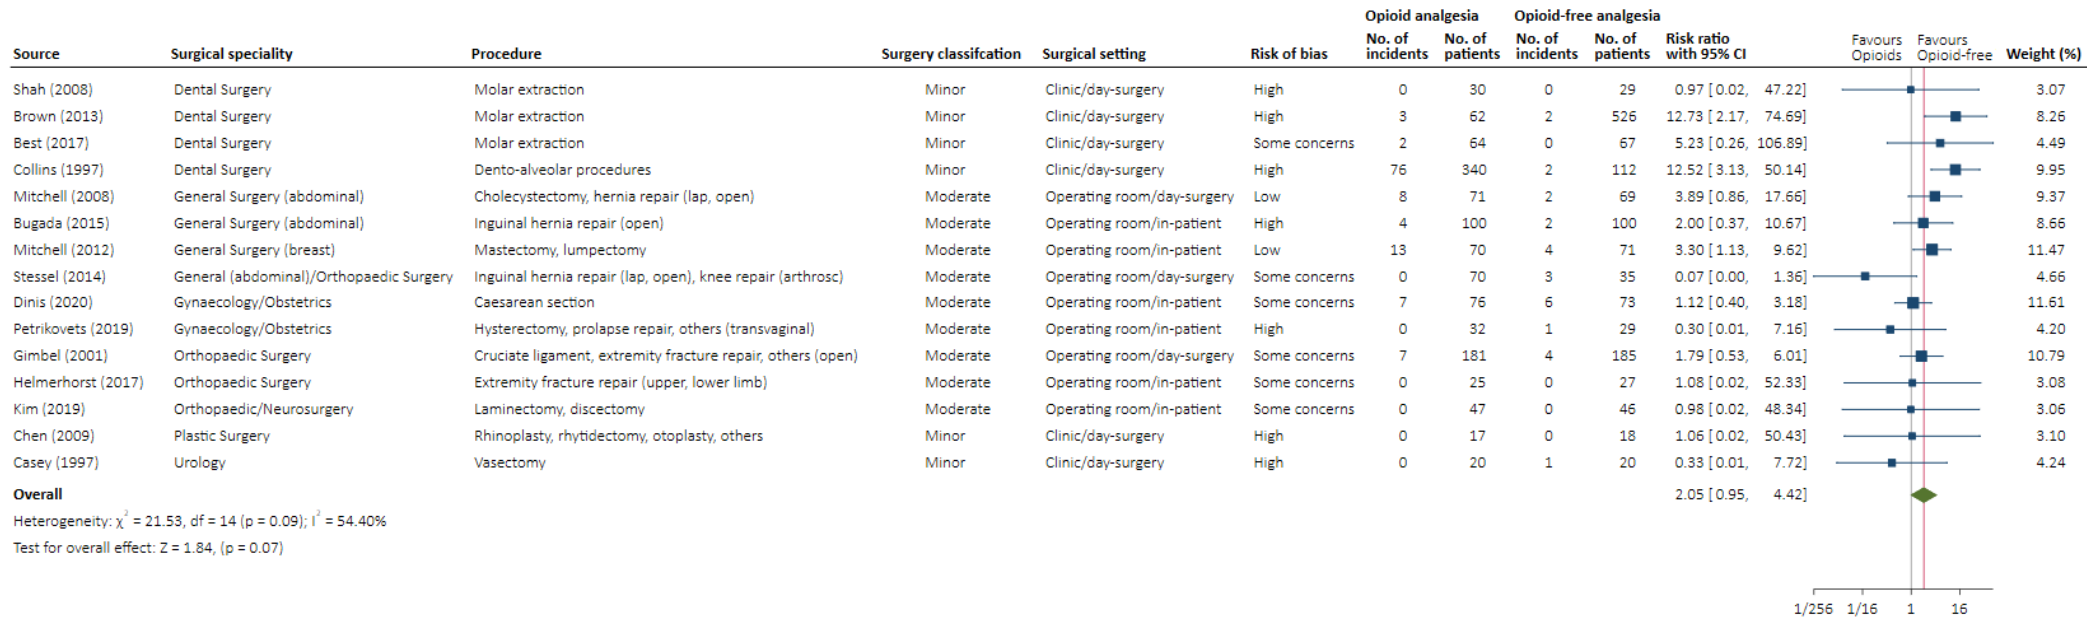 Opioid analgesia Opioid-free analgesia
Source Surgical speciality Procedure Surgery classifcation Surgical setting Risk of bias No. of incidents No. of patients No. of incidents No. of patients Risk ratio with 95% CI Favours Opioids Favours Opioid-free Weight (%)
Shah (2008) Dental Surgery Molar extraction Minor Clinic/day-surgery High 0 30 0 29 0.97 [ 0.02, 47.22] 3.07
Brown (2013) Dental Surgery Molar extraction Minor Clinic/day-surgery High 3 62 2 526 12.73 [ 2.17, 74.69] 8.26
Best (2017) Dental Surgery Molar extraction Minor Clinic/day-surgery Some concerns 2 64 0 67 5.23 [ 0.26, 106.89] 4.49
Collins (1997) Dental Surgery Dento-alveolar procedures Minor Clinic/day-surgery High 76 340 2 112 12.52 [ 3.13, 50.14] 9.95
Mitchell (2008) General Surgery (abdominal) Cholecystectomy, hernia repair (lap, open) Moderate Operating room/day-surgery Low 8 71 2 69 3.89 [ 0.86, 17.66] 9.37
Bugada (2015) General Surgery (abdominal) Inguinal hernia repair (open) Moderate Operating room/in-patient High 4 100 2 100 2.00 [ 0.37, 10.67] 8.66
Mitchell (2012) General Surgery (breast) Mastectomy, lumpectomy Moderate Operating room/in-patient Low 13 70 4 71 3.30 [ 1.13, 9.62] 11.47
Stessel (2014) General (abdominal)/Orthopaedic Surgery Inguinal hernia repair (lap, open), knee repair (arthrosc) Moderate Operating room/day-surgery Some concerns 0 70 3 35 0.07 [ 0.00, 1.36] 4.66
Dinis (2020) Gynaecology/Obstetrics Caesarean section Moderate Operating room/in-patient Some concerns 7 76 6 73 1.12 [ 0.40, 3.18] 11.61
Petrikovets (2019) Gynaecology/Obstetrics Hysterectomy, prolapse repair, others (transvaginal) Moderate Operating room/in-patient High 0 32 1 29 0.30 [ 0.01, 7.16] 4.20
Gimbel (2001) Orthopaedic Surgery Cruciate ligament, extremity fracture repair, others (open) Moderate Operating room/day-surgery Some concerns 7 181 4 185 1.79 [ 0.53, 6.01] 10.79
Helmerhorst (2017) Orthopaedic Surgery Extremity fracture repair (upper, lower limb) Moderate Operating room/in-patient Some concerns 0 25 0 27 1.08 [ 0.02, 52.33] 3.08
Kim (2019) Orthopaedic/Neurosurgery Laminectomy, discectomy Moderate Operating room/in-patient Some concerns 0 47 0 46 0.98 [ 0.02, 48.34] 3.06
Chen (2009) Plastic Surgery Rhinoplasty, rhytidectomy, otoplasty, others Minor Clinic/day-surgery High 0 17 0 18 1.06 [ 0.02, 50.43] 3.10
Casey (1997) Urology Vasectomy Minor Clinic/day-surgery High 0 20 1 20 0.33 [ 0.01, 7.72] 4.24
Overall 2.05 [ 0.95, 4.42]
Heterogeneity: χ² = 21.53, df = 14 (p = 0.09); I² = 54.40%
Test for overall effect: Z = 1.84, (p = 0.07)
1/256 1/16 1 16